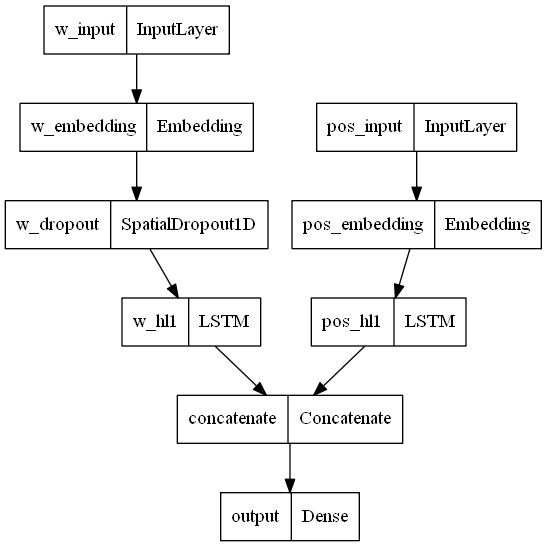 w_input InputLayer
w_embedding Embedding
pos_input InputLayer
w_dropout SpatialDropout1D
pos_embedding Embedding
w_hl1 LSTM
pos_hl1 LSTM
concatenate Concatenate
output Dense